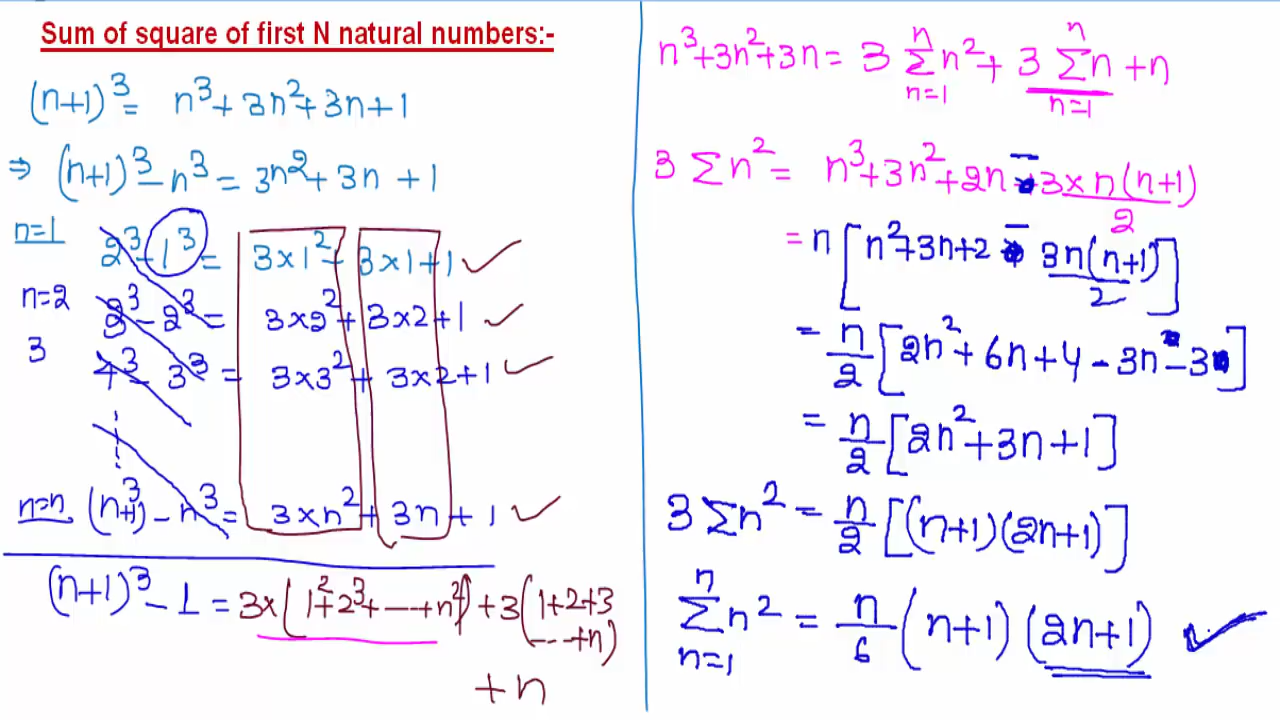 Sum of square of first N natural numbers:-
(n+1)³ = n³+3n²+3n+1
⇒ (n+1)³ – n³ = 3n²+3n+1
n=1 2³ – 1³ = 3×1² + 3×1+1 ✓
n=2 3³ – 2³ = 3×2² + 3×2+1 ✓
3 4³ – 3³ = 3×3² + 3×2+1 ✓
n=n (n+1)³ – n³ = 3×n² + 3n + 1 ✓
(n+1)³ – 1 = 3×(1²+2³+---+n²) + 3(1+2+3
---+n)
+n
n³+3n²+3n = 3 ∑ₙ₌₁ⁿ n² + 3 ∑ₙ₌₁ⁿ n + n
3 ∑n² = n³+3n²+2n – 3×n(n+1)/2
= n[n²+3n+2 – 3n(n+1)/2]
= n/2 [2n²+6n+4 – 3n – 3]
= n/2 [2n²+3n+1]
3 ∑n² = n/2 [(n+1)(2n+1)]
∑ₙ₌₁ⁿ n² = n/6 (n+1)(2n+1) ✓